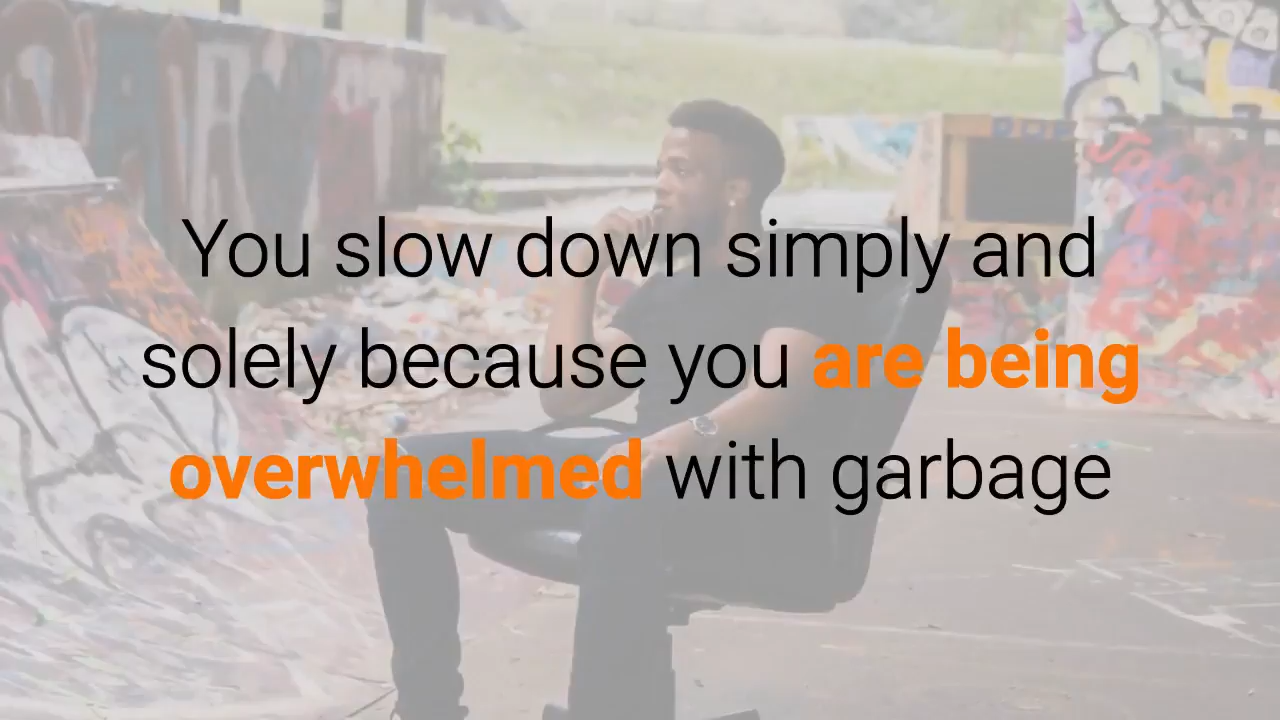 You slow down simply and
solely because you are being
overwhelmed with garbage